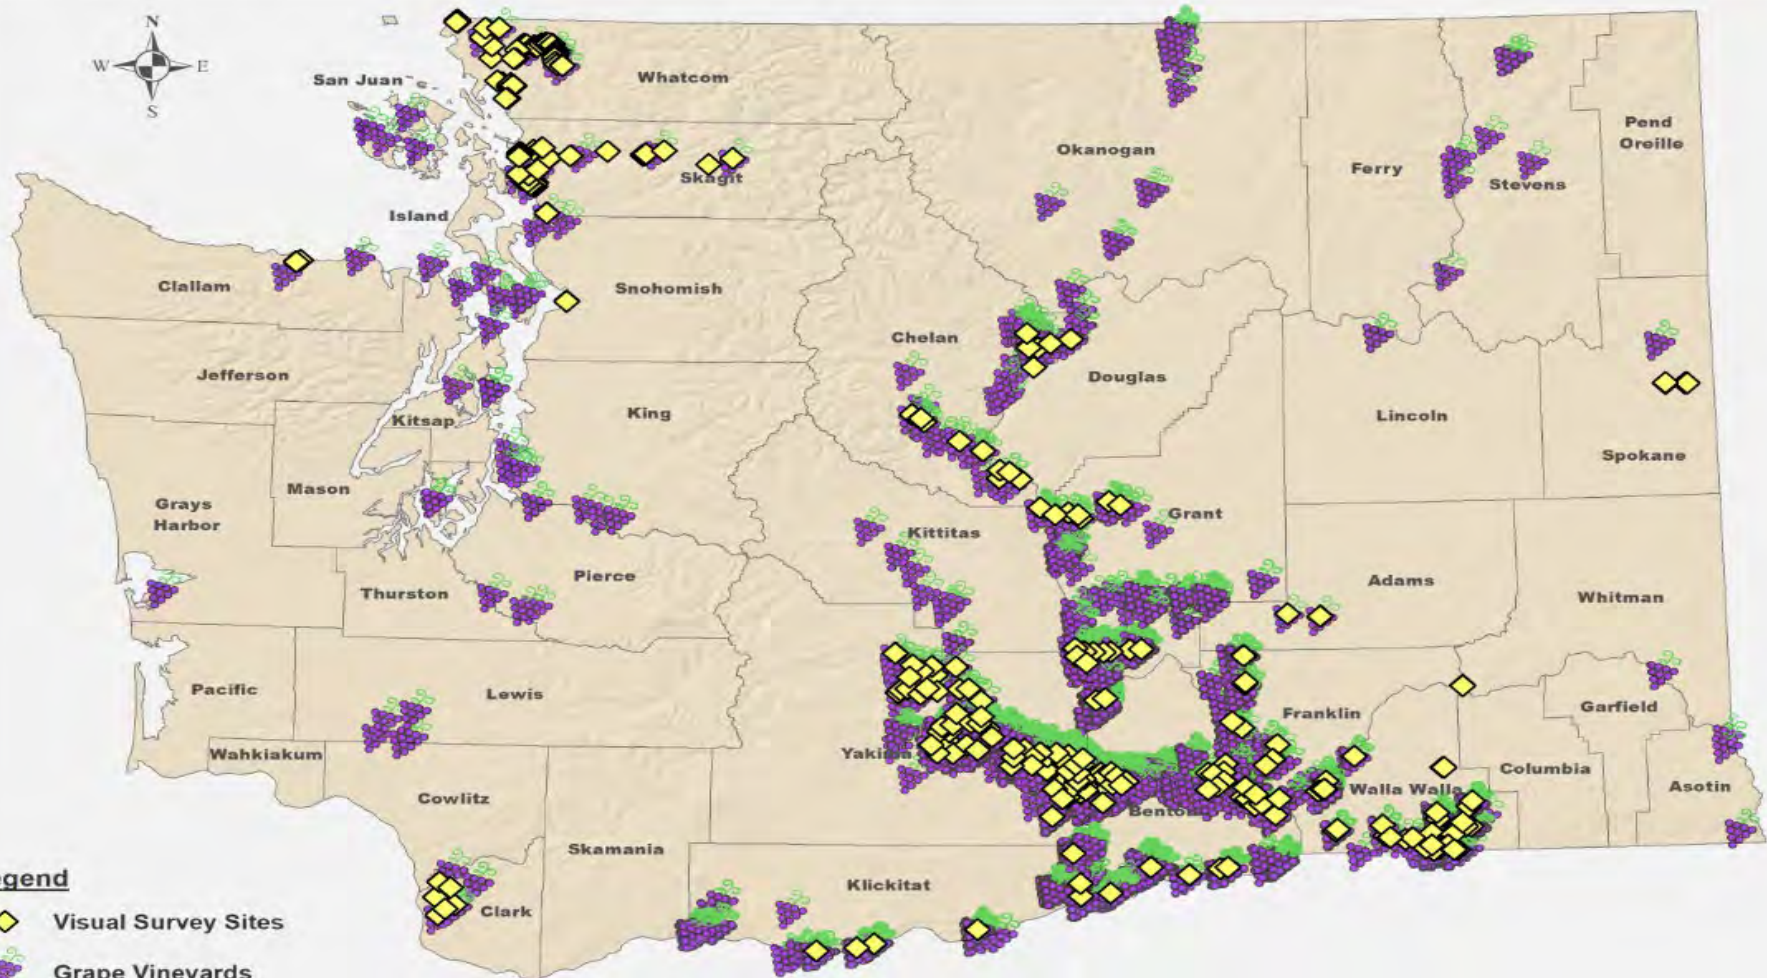 N
W E
S
San Juan
Whatcom
Pend
Oreille
Okanogan
Ferry
Stevens
Skagit
Island
Clallam
Snohomish
Chelan
Jefferson
Douglas
King
Kitsap
Lincoln
Spokane
Mason
Grays
Harbor
Grant
Kittitas
Pierce
Adams
Thurston
Whitman
Pacific
Lewis
Franklin
Garfield
Wahkiakum
Yakima
Columbia
Cowlitz
Walla Walla
Asotin
Benton
Skamania
Klickitat
Clark
egend
Visual Survey Sites
Grape Vineyards